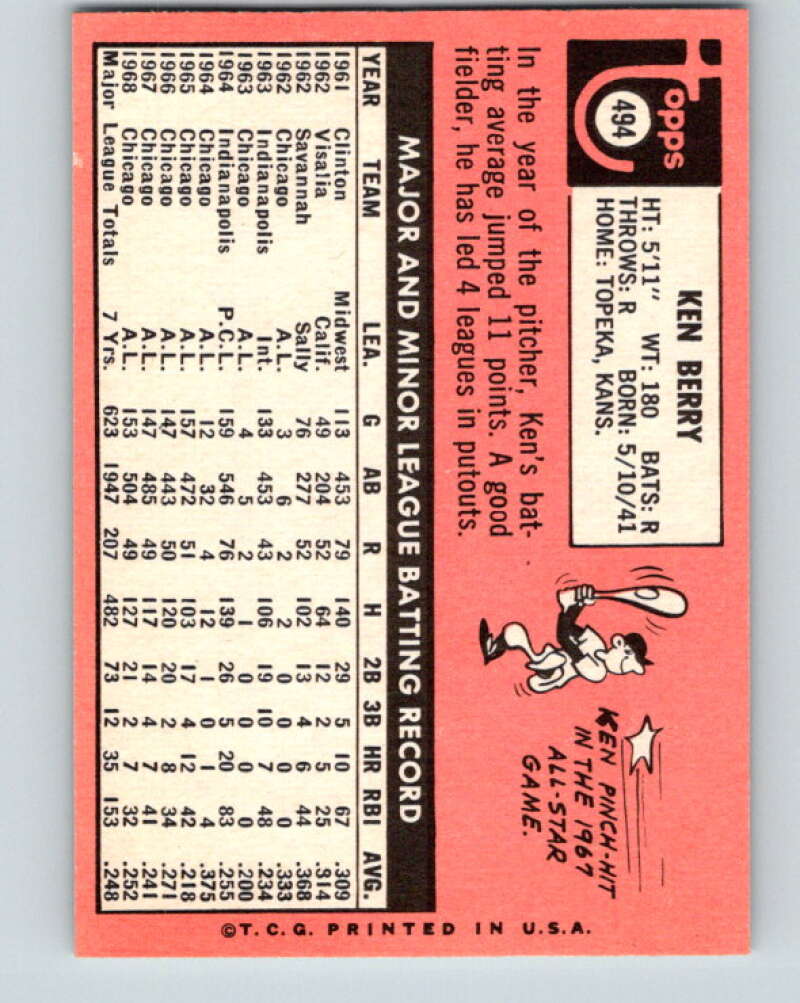 Topps
494
KEN BERRY
HT: 5'11" WT: 180 BATS: R
THROWS: R BORN: 5/10/41
HOME: TOPEKA, KANS.
In the year of the pitcher, Ken's bat-
ting average jumped 11 points. A good
fielder, he has led 4 leagues in putouts.
KEN PINCH-HIT
IN THE 1967
ALL-STAR
GAME.
MAJOR AND MINOR LEAGUE BATTING RECORD
YEAR TEAM LEA. G AB R H 2B 3B HR RBI AVG.
1961 Clinton Midwest 113 453 79 140 29 5 10 67 .309
1962 Visalia Calif. 49 204 52 64 12 2 5 25 .314
1962 Savannah Sally 76 277 52 102 13 4 6 44 .368
1962 Chicago A.L. 3 6 2 2 0 0 0 0 .333
1963 Indianapolis Int. 133 453 43 106 19 10 7 48 .234
1963 Chicago A.L. 4 5 2 1 0 0 0 0 .200
1964 Indianapolis P.C.L. 159 546 76 139 26 5 20 83 .255
1964 Chicago A.L. 12 32 4 12 1 0 1 4 .375
1965 Chicago A.L. 157 472 51 103 17 4 12 42 .218
1966 Chicago A.L. 147 443 50 120 20 2 8 34 .271
1967 Chicago A.L. 147 485 49 117 14 4 7 41 .241
1968 Chicago A.L. 153 504 49 127 21 2 7 32 .252
Major League Totals 7 Yrs. 623 1947 207 482 73 12 35 153 .248
©T.C.G. PRINTED IN U.S.A.